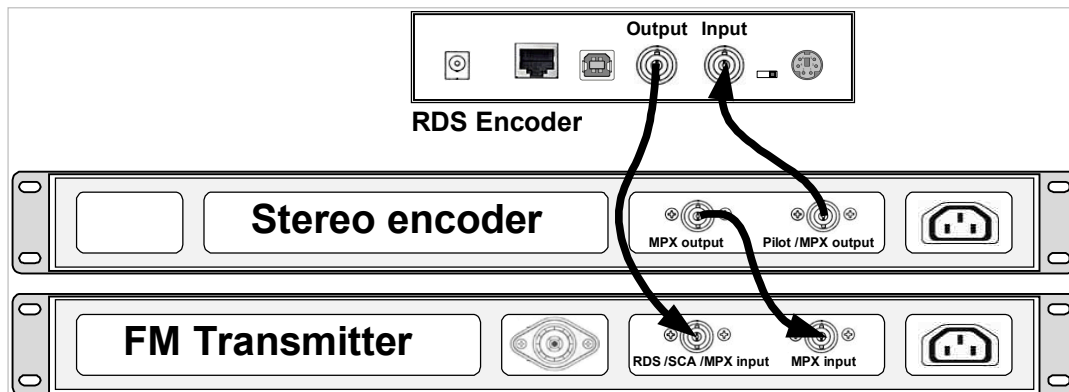 Output Input
RDS Encoder
Stereo encoder
MPX output
Pilot /MPX output
FM Transmitter
RDS /SCA /MPX input
MPX input